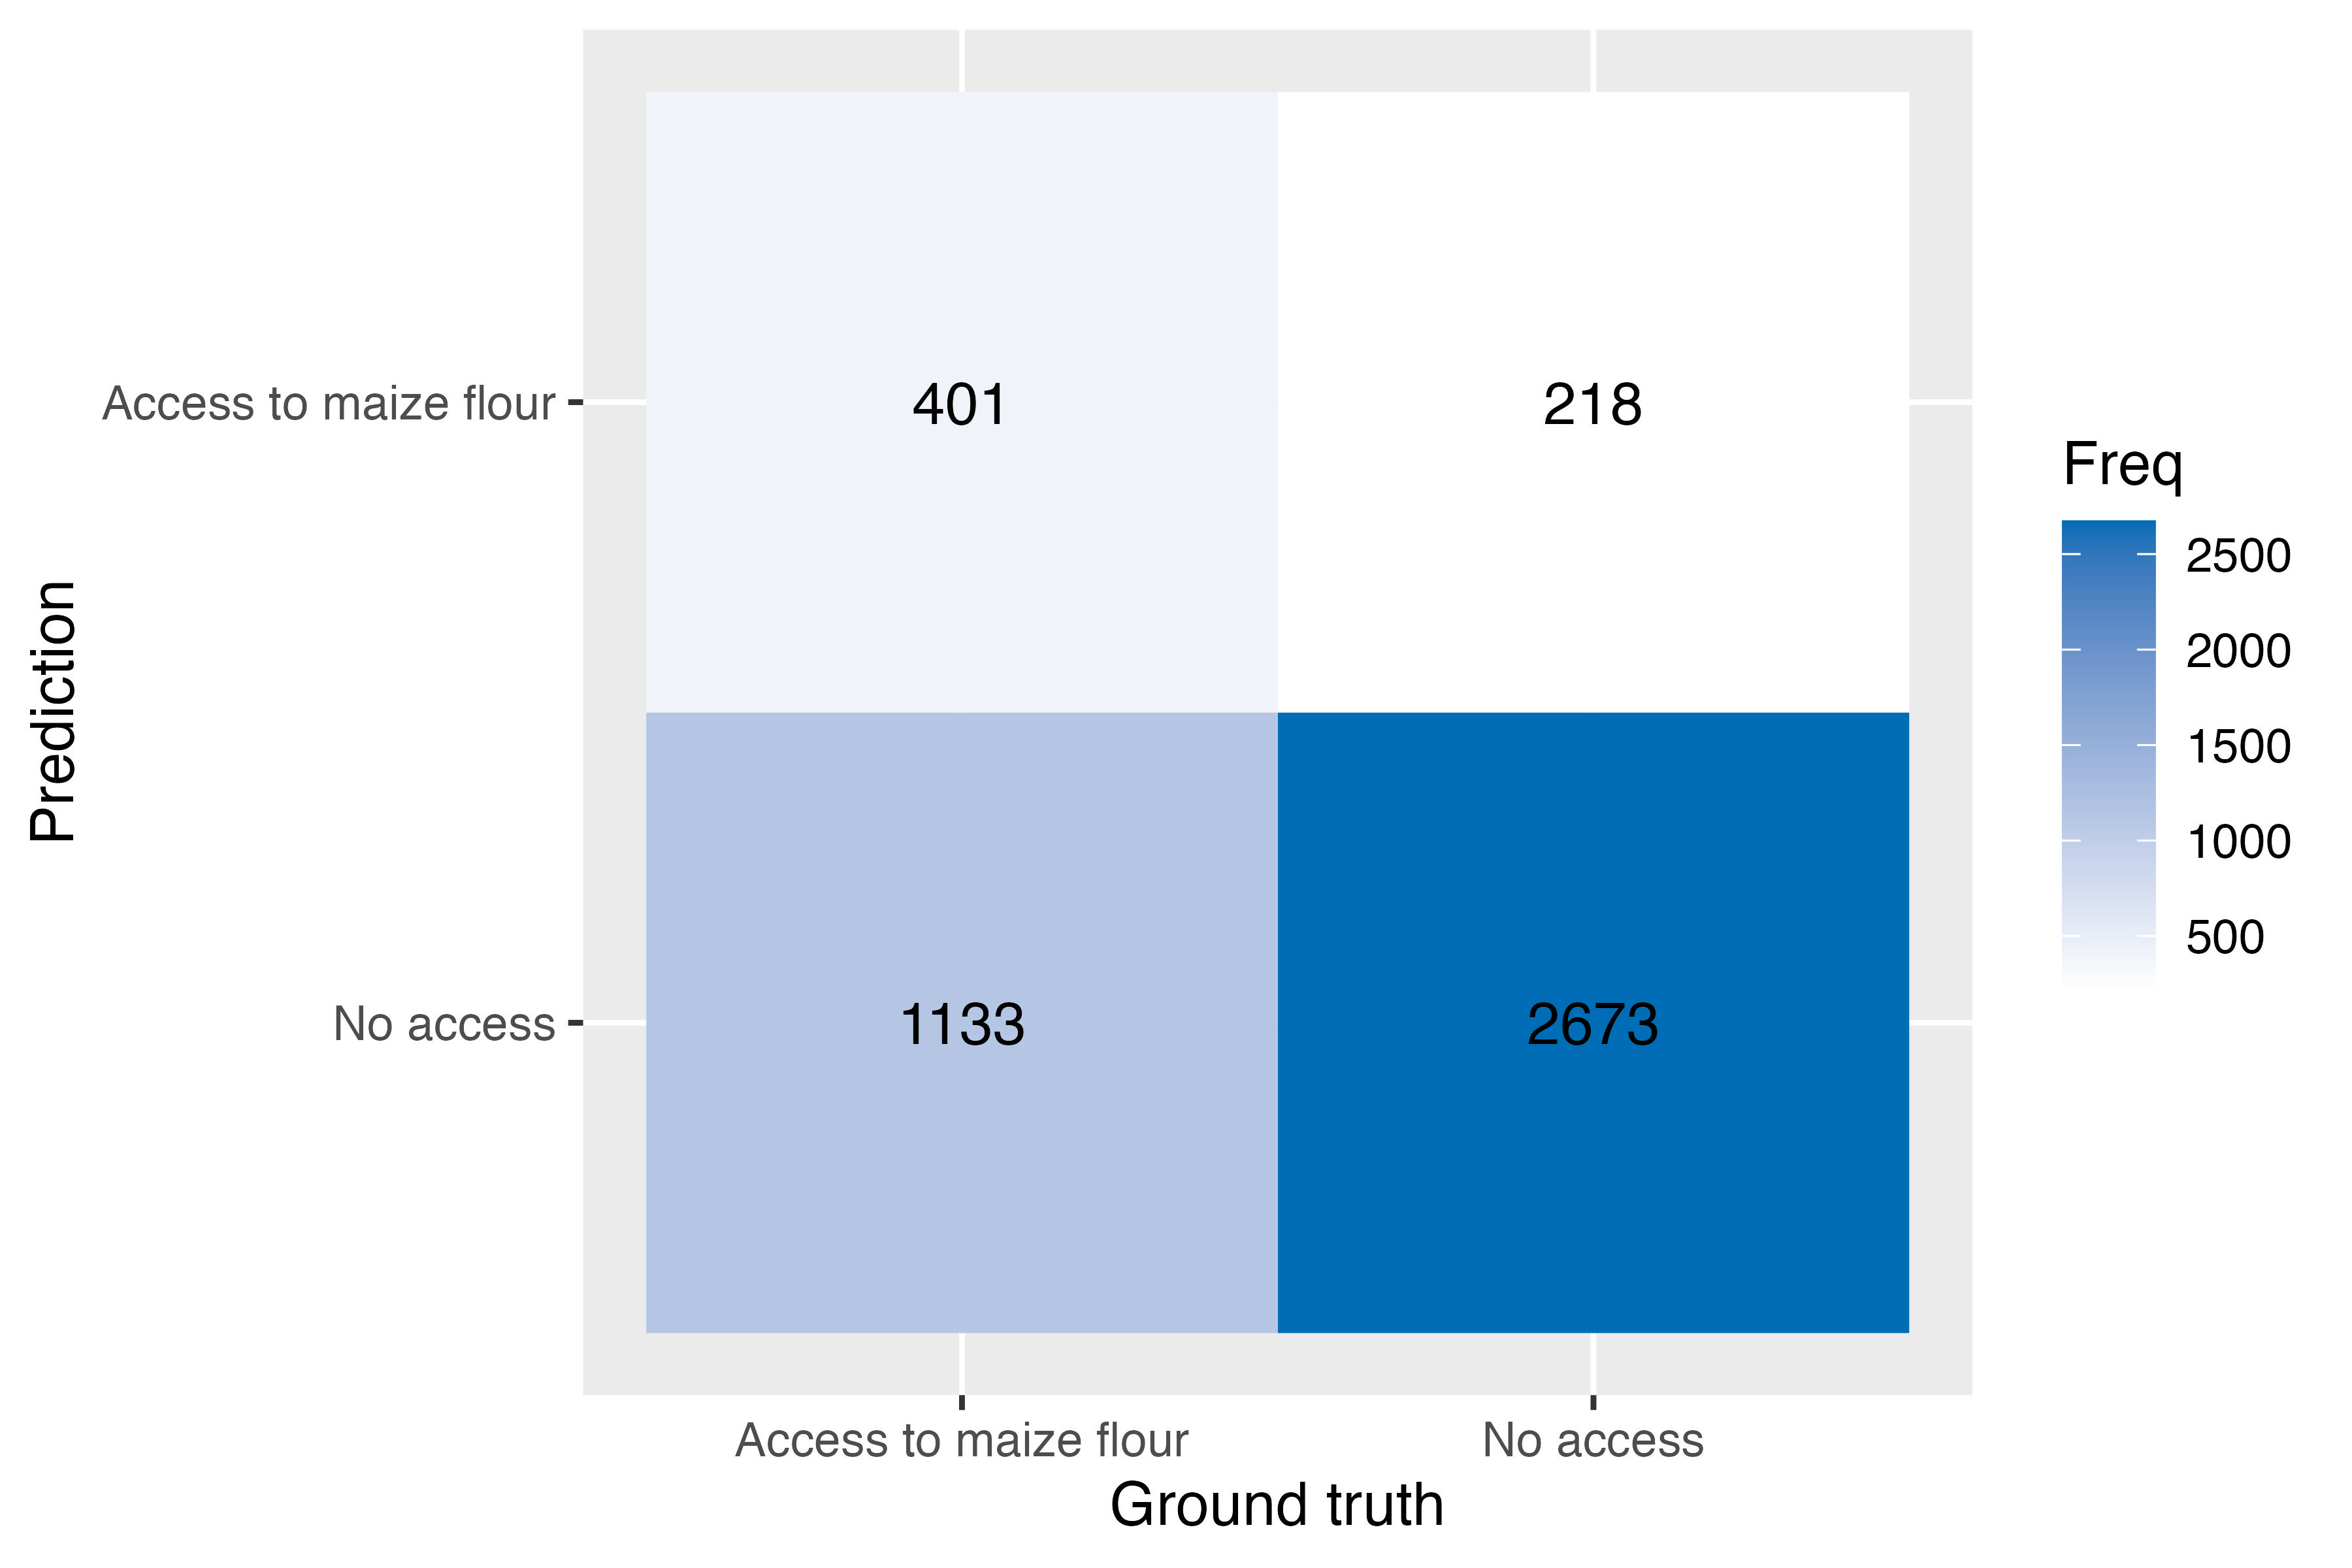 Prediction
Access to maize flour
No access
401
218
1133
2673
Access to maize flour
No access
Ground truth
Freq
2500
2000
1500
1000
500